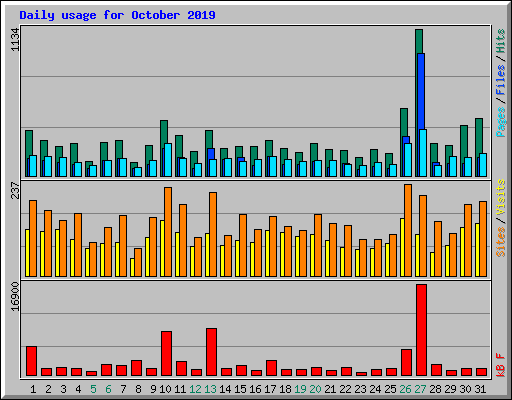 Daily usage for October 2019
1134
Pages / Files / Hits
237
Sites / Visits
16900
kB F
1 2 3 4 5 6 7 8 9 10 11 12 13 14 15 16 17 18 19 20 21 22 23 24 25 26 27 28 29 30 31